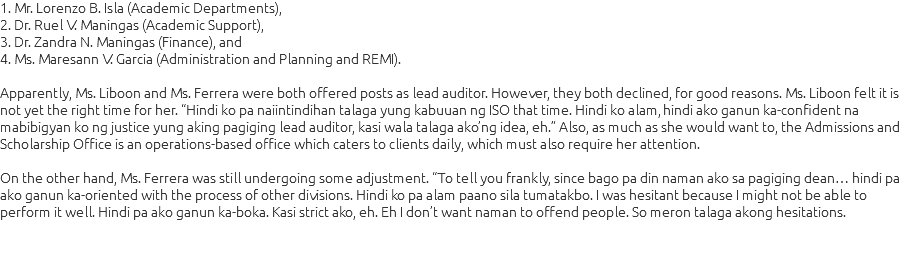 1. Mr. Lorenzo B. Isla (Academic Departments),
2. Dr. Ruel V. Maningas (Academic Support),
3. Dr. Zandra N. Maningas (Finance), and
4. Ms. Maresann V. Garcia (Administration and Planning and REMI).
Apparently, Ms. Liboon and Ms. Ferrera were both offered posts as lead auditor. However, they both declined, for good reasons. Ms. Liboon felt it is
not yet the right time for her. “Hindi ko pa naiintindihan talaga yung kabuuan ng ISO that time. Hindi ko alam, hindi ako ganun ka-confident na
mabibigyan ko ng justice yung aking pagiging lead auditor, kasi wala talaga ako’ng idea, eh.” Also, as much as she would want to, the Admissions and
Scholarship Office is an operations-based office which caters to clients daily, which must also require her attention.
On the other hand, Ms. Ferrera was still undergoing some adjustment. “To tell you frankly, since bago pa din naman ako sa pagiging dean… hindi pa
ako ganun ka-oriented with the process of other divisions. Hindi ko pa alam paano sila tumatakbo. I was hesitant because I might not be able to
perform it well. Hindi pa ako ganun ka-boka. Kasi strict ako, eh. Eh I don’t want naman to offend people. So meron talaga akong hesitations.